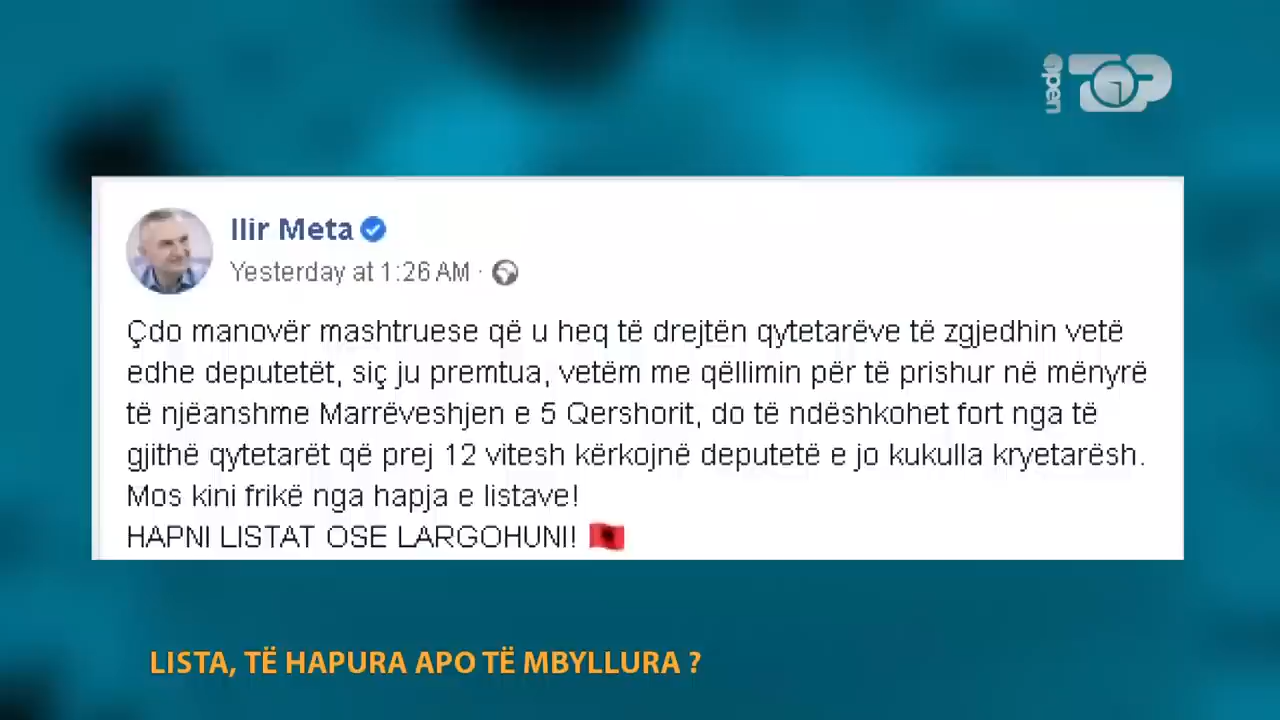 open
TOP
Ilir Meta
Yesterday at 1:26 AM ·
Çdo manovër mashtruese që u heq të drejtën qytetarëve të zgjedhin vetë
edhe deputetët, siç ju premtua, vetëm me qëllimin për të prishur në mënyrë
të njëanshme Marrëveshjen e 5 Qershorit, do të ndëshkohet fort nga të
gjithë qytetarët që prej 12 vitesh kërkojnë deputetë e jo kukulla kryetarësh.
Mos kini frikë nga hapja e listave!
HAPNI LISTAT OSE LARGOHUNI!
LISTA, TË HAPURA APO TË MBYLLURA ?